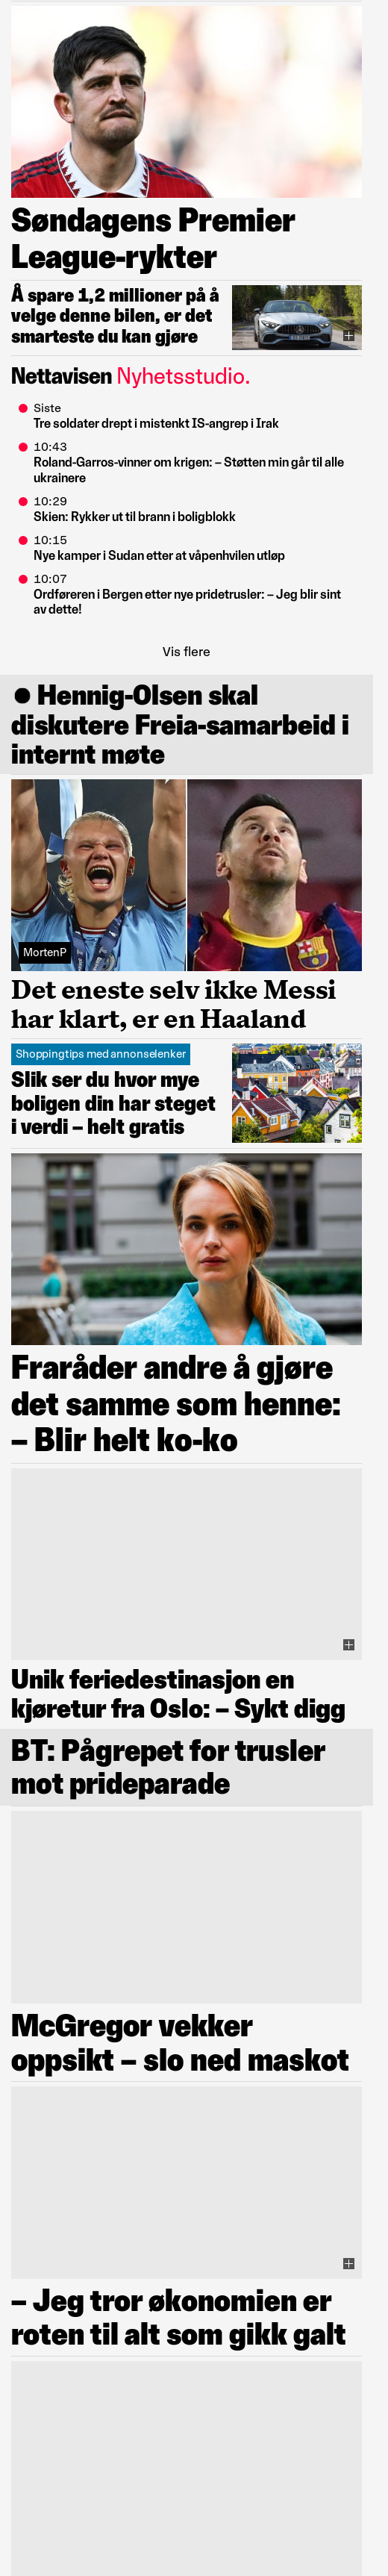 Søndagens Premier
League-rykter
Å spare 1,2 millioner på å
velge denne bilen, er det
smarteste du kan gjøre
Nettavisen Nyhetsstudio.
Siste
Tre soldater drept i mistenkt IS-angrep i Irak
10:43
Roland-Garros-vinner om krigen: – Støtten min går til alle
ukrainere
10:29
Skien: Rykker ut til brann i boligblokk
10:15
Nye kamper i Sudan etter at våpenhvilen utløp
10:07
Ordføreren i Bergen etter nye pridetrusler: – Jeg blir sint
av dette!
Vis flere
● Hennig-Olsen skal
diskutere Freia-samarbeid i
internt møte
MortenP
Det eneste selv ikke Messi
har klart, er en Haaland
Shoppingtips med annonselenker
Slik ser du hvor mye
boligen din har steget
i verdi – helt gratis
Fraråder andre å gjøre
det samme som henne:
– Blir helt ko-ko
Unik feriedestinasjon en
kjøretur fra Oslo: – Sykt digg
BT: Pågrepet for trusler
mot prideparade
McGregor vekker
oppsikt – slo ned maskot
– Jeg tror økonomien er
roten til alt som gikk galt